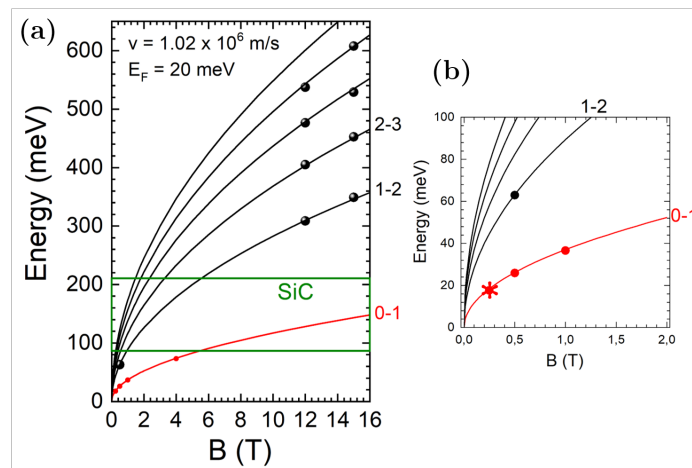 (a)
v = 1.02 x 10⁶ m/s
E_F = 20 meV
600
500
400
300
200
100
0
Energy (meV)
2-3
1-2
SiC
0-1
0 2 4 6 8 10 12 14 16
B (T)
(b)
1-2
100
80
60
40
20
0
Energy (meV)
0-1
0,0 0,5 1,0 1,5 2,0
B (T)